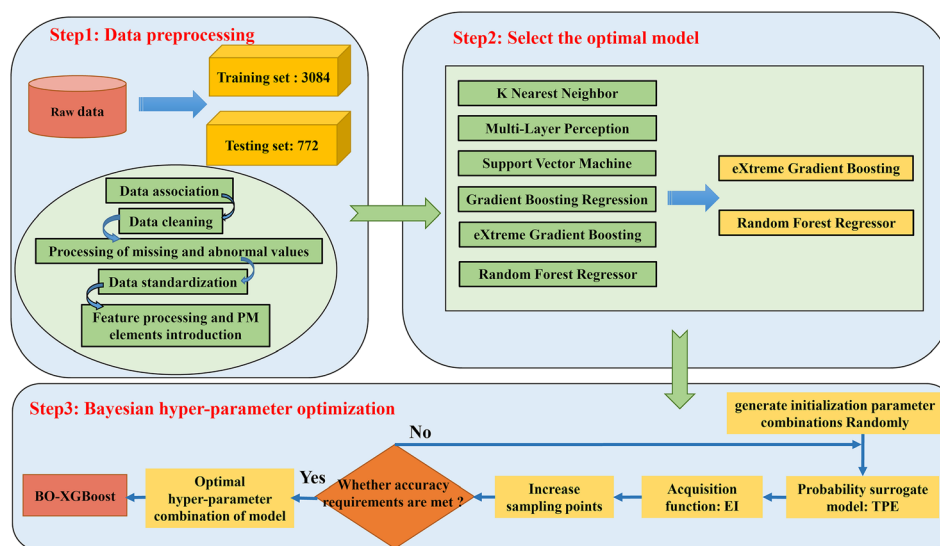 Step1: Data preprocessing
Raw data
Training set : 3084
Testing set: 772
Data association
Data cleaning
Processing of missing and abnormal values
Data standardization
Feature processing and PM
elements introduction
Step2: Select the optimal model
K Nearest Neighbor
Multi-Layer Perception
Support Vector Machine
Gradient Boosting Regression
eXtreme Gradient Boosting
Random Forest Regressor
eXtreme Gradient Boosting
Random Forest Regressor
Step3: Bayesian hyper-parameter optimization
generate initialization parameter
combinations Randomly
Probability surrogate
model: TPE
Acquisition
function: EI
Increase
sampling points
Whether accuracy
requirements are met ?
No
Yes
Optimal
hyper-parameter
combination of model
BO-XGBoost